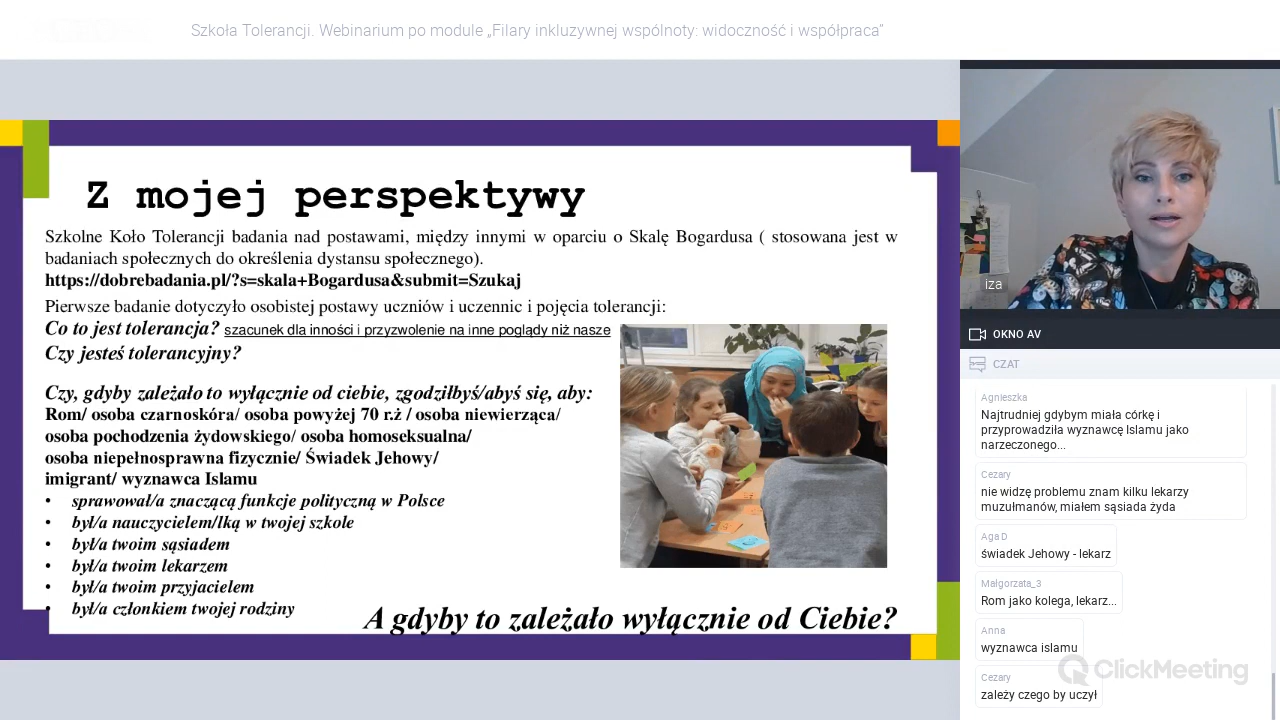 Szkoła Tolerancji. Webinarium po module „Filary inkluzywnej wspólnoty: widoczność i współpraca”
Z mojej perspektywy
Szkolne Koło Tolerancji badania nad postawami, między innymi w oparciu o Skalę Bogardusa ( stosowana jest w
badaniach społecznych do określenia dystansu społecznego).
https://dobrebadania.pl/?s=skala+Bogardusa&submit=Szukaj
Pierwsze badanie dotyczyło osobistej postawy uczniów i uczennic i pojęcia tolerancji:
Co to jest tolerancja? szacunek dla inności i przyzwolenie na inne poglądy niż nasze
Czy jesteś tolerancyjny?
Czy, gdyby zależało to wyłącznie od ciebie, zgodziłbyś/abyś się, aby:
Rom/ osoba czarnoskóra/ osoba powyżej 70 r.ż / osoba niewierząca/
osoba pochodzenia żydowskiego/ osoba homoseksualna/
osoba niepełnosprawna fizycznie/ Świadek Jehowy/
imigrant/ wyznawca Islamu
• sprawował/a znaczącą funkcje polityczną w Polsce
• był/a nauczycielem/lką w twojej szkole
• był/a twoim sąsiadem
• był/a twoim lekarzem
• był/a twoim przyjacielem
• był/a członkiem twojej rodziny
A gdyby to zależało wyłącznie od Ciebie?
iza
OKNO AV
CZAT
Agnieszka
Najtrudniej gdybym miała córkę i
przyprowadziła wyznawcę Islamu jako
narzeczonego...
Cezary
nie widzę problemu znam kilku lekarzy
muzułmanów, miałem sąsiada żyda
Aga D
świadek Jehowy - lekarz
Małgorzata_3
Rom jako kolega, lekarz...
Anna
wyznawca islamu
Cezary
zależy czego by uczył
ClickMeeting